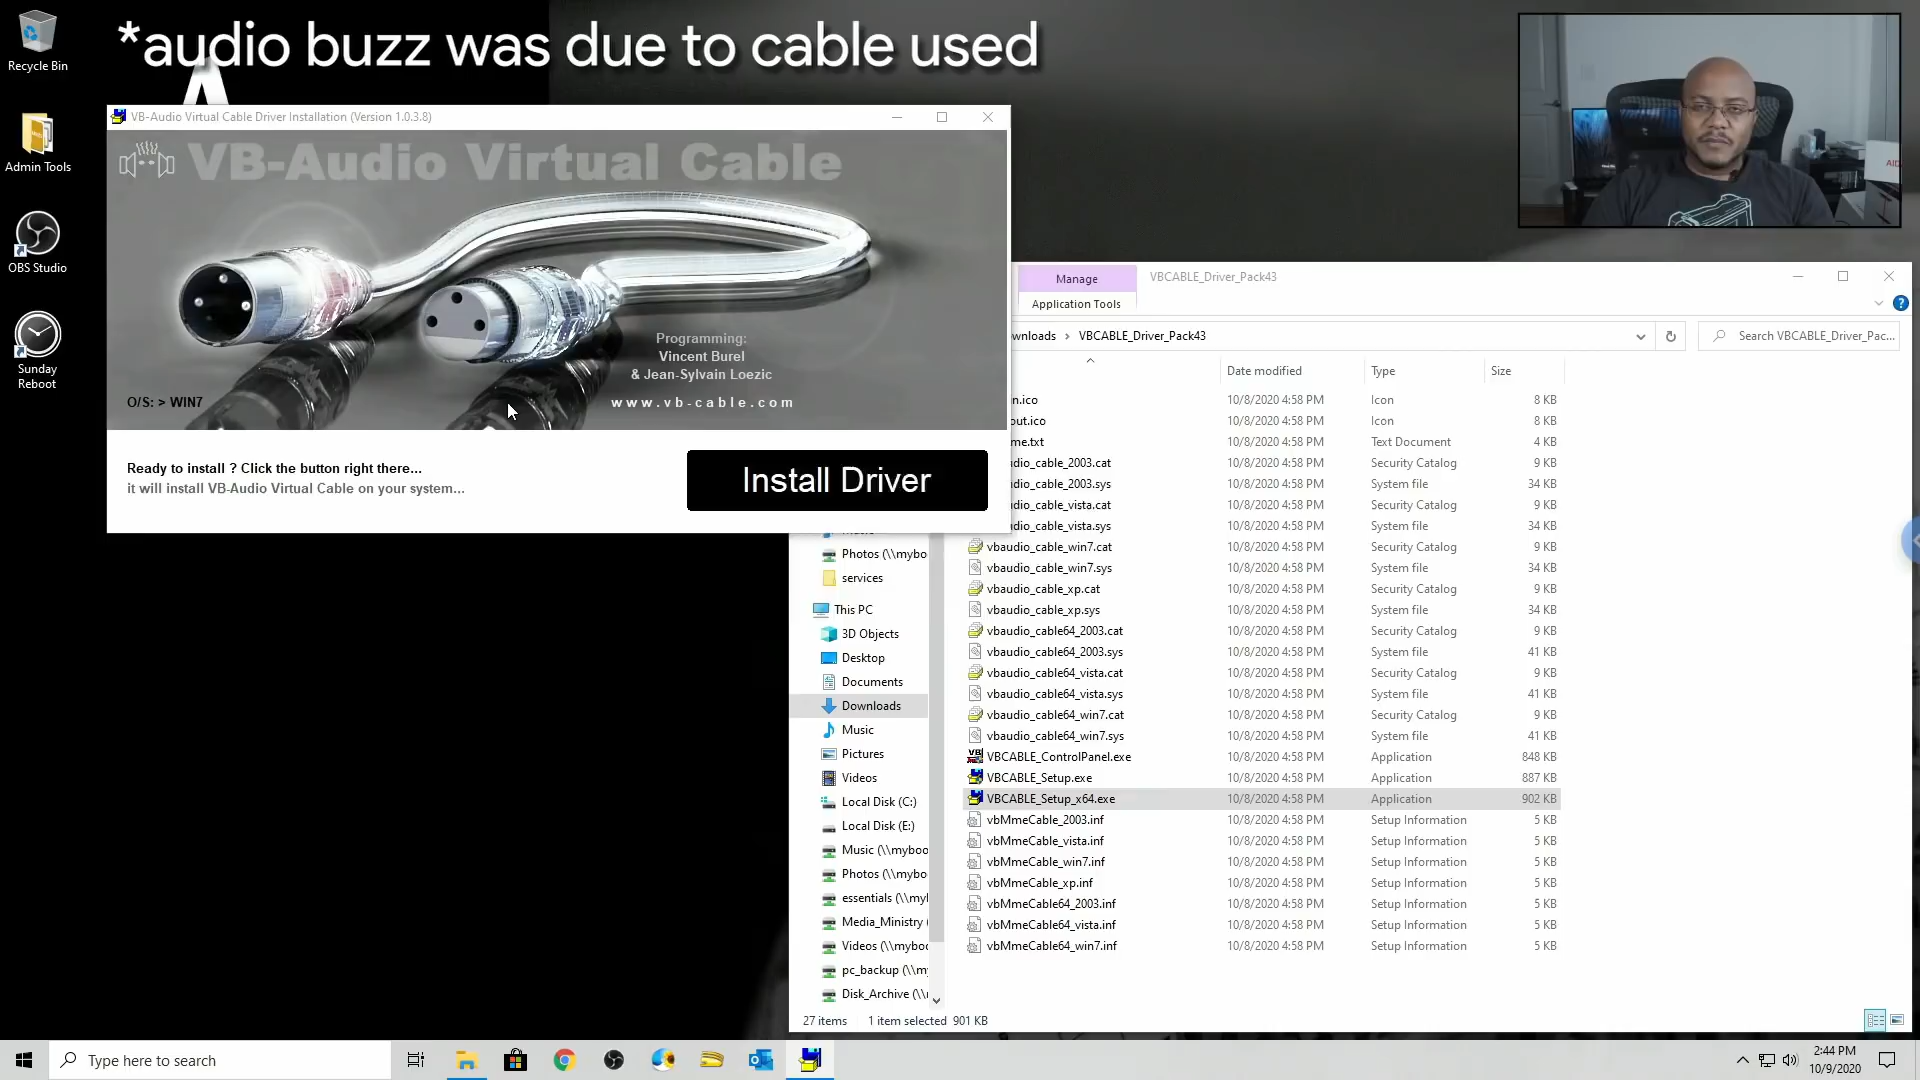 *audio buzz was due to cable used
Recycle Bin
Admin Tools
OBS Studio
Sunday
Reboot
VB-Audio Virtual Cable Driver Installation (Version 1.0.3.8)
VB-Audio Virtual Cable
Programming:
Vincent Burel
& Jean-Sylvain Loezic
www.vb-cable.com
O/S: > WIN7
Ready to install ? Click the button right there...
it will install VB-Audio Virtual Cable on your system...
Install Driver
Manage
VBCABLE_Driver_Pack43
Application Tools
wnloads > VBCABLE_Driver_Pack43
Search VBCABLE_Driver_Pac...
Date modified Type Size
n.ico 10/8/2020 4:58 PM Icon 8 KB
out.ico 10/8/2020 4:58 PM Icon 8 KB
me.txt 10/8/2020 4:58 PM Text Document 4 KB
dio_cable_2003.cat 10/8/2020 4:58 PM Security Catalog 9 KB
dio_cable_2003.sys 10/8/2020 4:58 PM System file 34 KB
dio_cable_vista.cat 10/8/2020 4:58 PM Security Catalog 9 KB
dio_cable_vista.sys 10/8/2020 4:58 PM System file 34 KB
vbaudio_cable_win7.cat 10/8/2020 4:58 PM Security Catalog 9 KB
vbaudio_cable_win7.sys 10/8/2020 4:58 PM System file 34 KB
vbaudio_cable_xp.cat 10/8/2020 4:58 PM Security Catalog 9 KB
vbaudio_cable_xp.sys 10/8/2020 4:58 PM System file 34 KB
vbaudio_cable64_2003.cat 10/8/2020 4:58 PM Security Catalog 9 KB
vbaudio_cable64_2003.sys 10/8/2020 4:58 PM System file 41 KB
vbaudio_cable64_vista.cat 10/8/2020 4:58 PM Security Catalog 9 KB
vbaudio_cable64_vista.sys 10/8/2020 4:58 PM System file 41 KB
vbaudio_cable64_win7.cat 10/8/2020 4:58 PM Security Catalog 9 KB
vbaudio_cable64_win7.sys 10/8/2020 4:58 PM System file 41 KB
VBCABLE_ControlPanel.exe 10/8/2020 4:58 PM Application 848 KB
VBCABLE_Setup.exe 10/8/2020 4:58 PM Application 887 KB
VBCABLE_Setup_x64.exe 10/8/2020 4:58 PM Application 902 KB
vbMmeCable_2003.inf 10/8/2020 4:58 PM Setup Information 5 KB
vbMmeCable_vista.inf 10/8/2020 4:58 PM Setup Information 5 KB
vbMmeCable_win7.inf 10/8/2020 4:58 PM Setup Information 5 KB
vbMmeCable_xp.inf 10/8/2020 4:58 PM Setup Information 5 KB
vbMmeCable64_2003.inf 10/8/2020 4:58 PM Setup Information 5 KB
vbMmeCable64_vista.inf 10/8/2020 4:58 PM Setup Information 5 KB
vbMmeCable64_win7.inf 10/8/2020 4:58 PM Setup Information 5 KB
Photos (\\mybo
services
This PC
3D Objects
Desktop
Documents
Downloads
Music
Pictures
Videos
Local Disk (C:)
Local Disk (E:)
Music (\\myboo
Photos (\\mybo
essentials (\\myl
Media_Ministry (
Videos (\\myboo
pc_backup (\\my
Disk_Archive (\\
27 items 1 item selected 901 KB
Type here to search
2:44 PM
10/9/2020